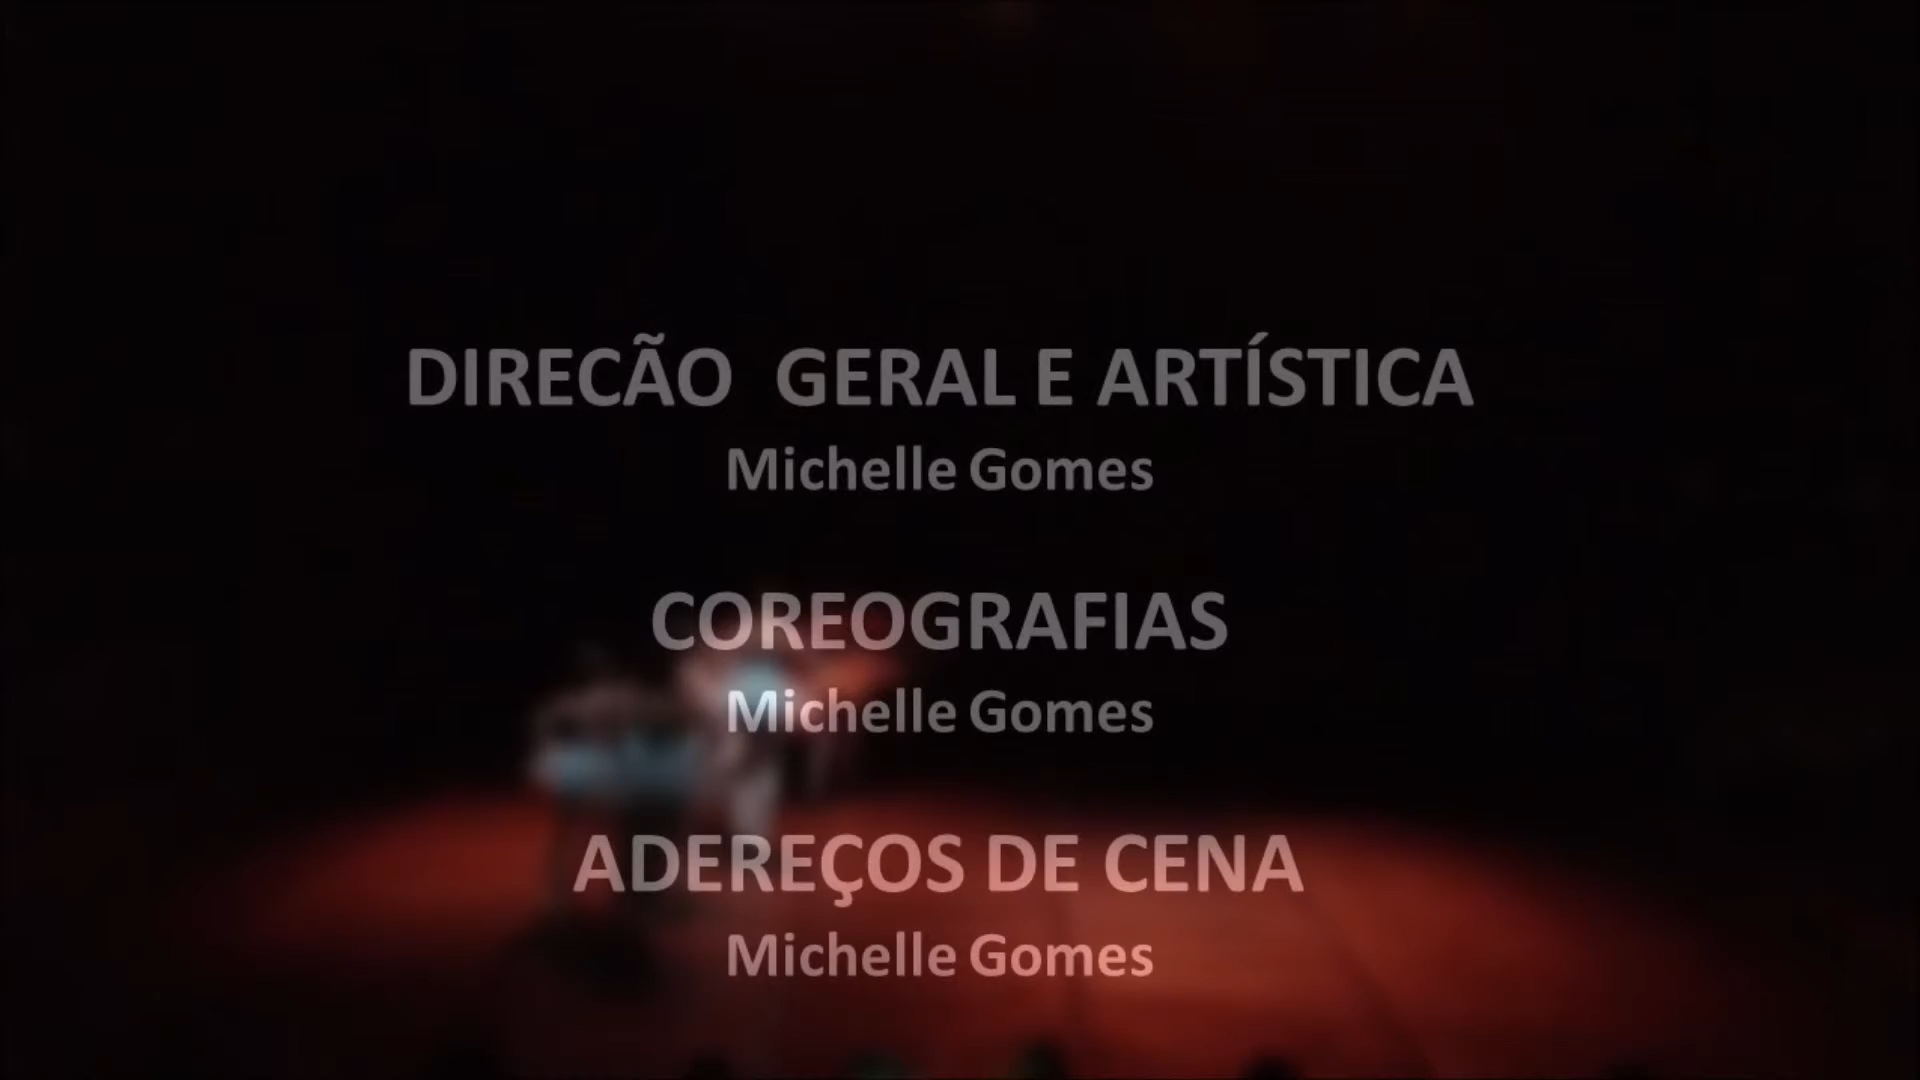 DIRECÃO  GERAL E ARTÍSTICA
Michelle Gomes
COREOGRAFIAS
Michelle Gomes
ADEREÇOS DE CENA
Michelle Gomes